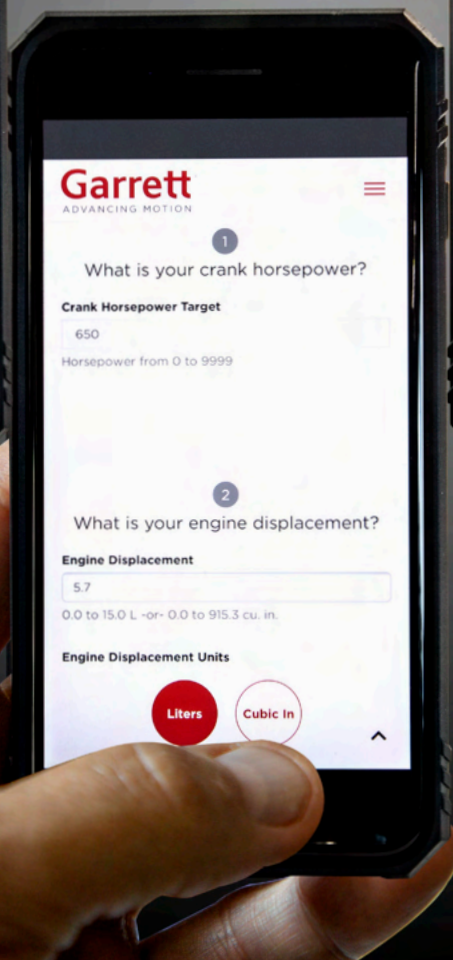 Garrett
ADVANCING MOTION
1
What is your crank horsepower?
Crank Horsepower Target
650
Horsepower from 0 to 9999
2
What is your engine displacement?
Engine Displacement
5.7
0.0 to 15.0 L -or- 0.0 to 915.3 cu. in.
Engine Displacement Units
Liters Cubic In